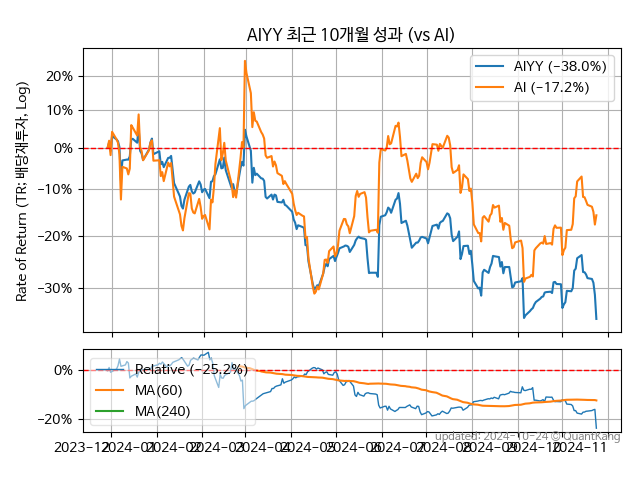 AIYY 최근 10개월 성과 (vs AI)
Rate of Return (TR: 배당재투자, Log)
20%
10%
0%
−10%
−20%
−30%
AIYY (−38.0%)
AI (−17.2%)
0%
−20%
Relative (−25.2%)
MA(60)
MA(240)
2023-12 2024-01 2024-02 2024-03 2024-04 2024-05 2024-06 2024-07 2024-08 2024-09 2024-10 2024-11
updated: 2024-10-24 © QuantKang